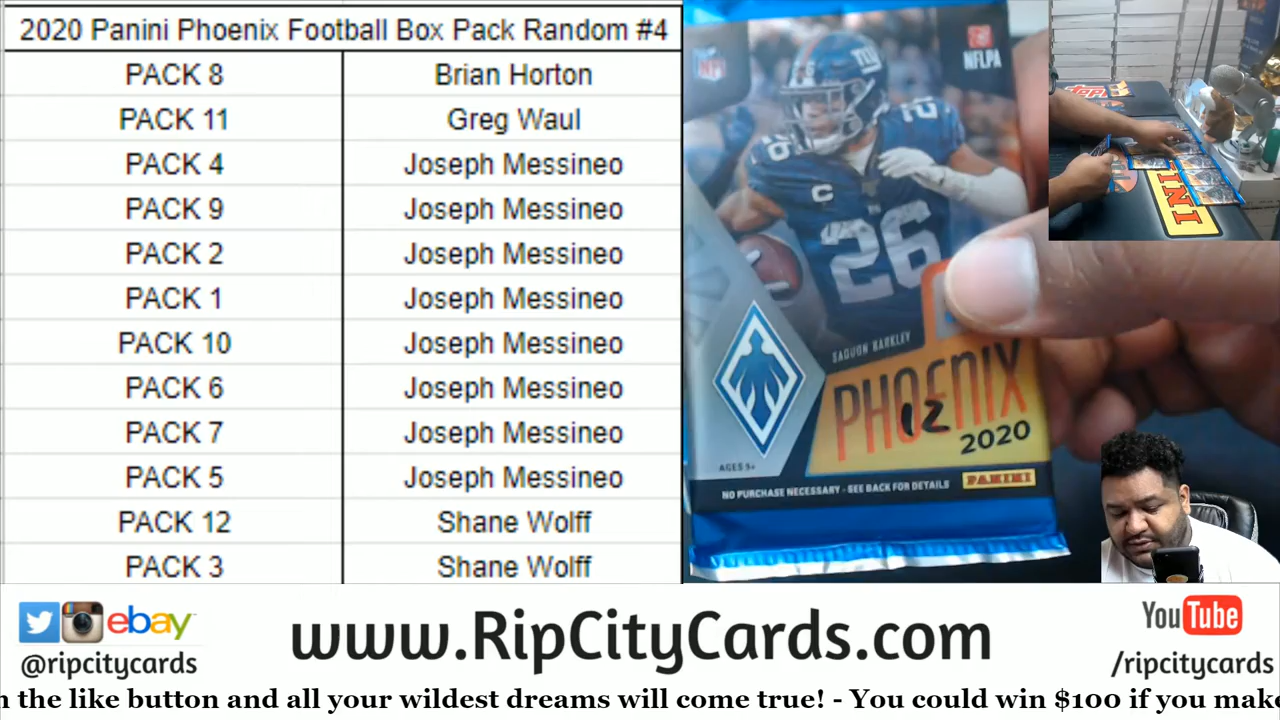 2020 Panini Phoenix Football Box Pack Random #4
PACK 8 Brian Horton
PACK 11 Greg Waul
PACK 4 Joseph Messineo
PACK 9 Joseph Messineo
PACK 2 Joseph Messineo
PACK 1 Joseph Messineo
PACK 10 Joseph Messineo
PACK 6 Joseph Messineo
PACK 7 Joseph Messineo
PACK 5 Joseph Messineo
PACK 12 Shane Wolff
PACK 3 Shane Wolff
NFL
NFLPA
26
26
NY
C
26
SAQUON BARKLEY
PHOENIX
12
2020
AGES 9+
NO PURCHASE NECESSARY - SEE BACK FOR DETAILS
PANINI
TOPPS
INI
ebay
@ripcitycards
www.RipCityCards.com
YouTube
/ripcitycards
n the like button and all your wildest dreams will come true! - You could win $100 if you make